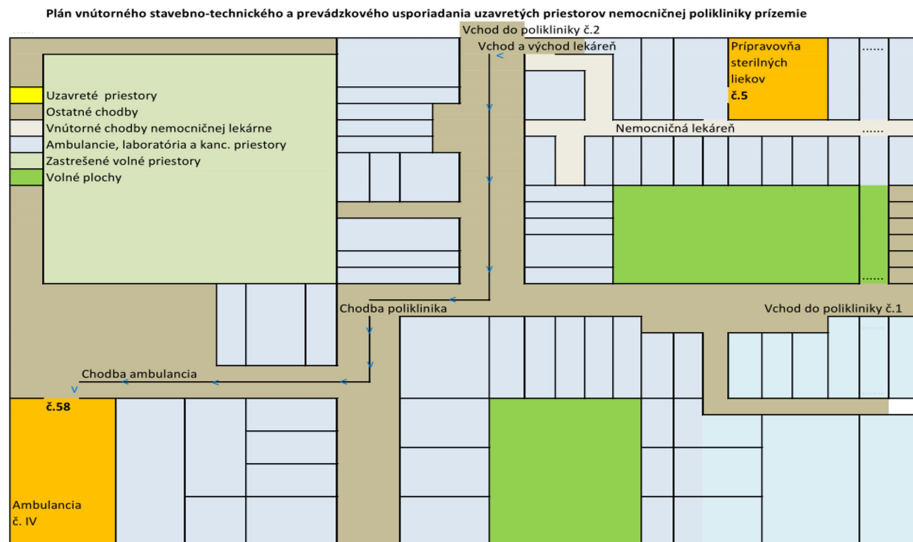 Plán vnútorného stavebno-technického a prevádzkového usporiadania uzavretých priestorov nemocničnej polikliniky prízemie
Vchod do polikliniky č.2
Vchod a východ lekáreň
Prípravovňa
sterilných
liekov
č.5
......
Uzavreté priestory
Ostatné chodby
Vnútorné chodby nemocničnej lekárne
Ambulancie, laboratória a kanc. priestory
Zastrešené volné priestory
Volné plochy
Nemocničná lekáreň
......
......
Chodba poliklinika
Vchod do polikliniky č.1
Chodba ambulancia
č.58
Ambulancia
č. IV